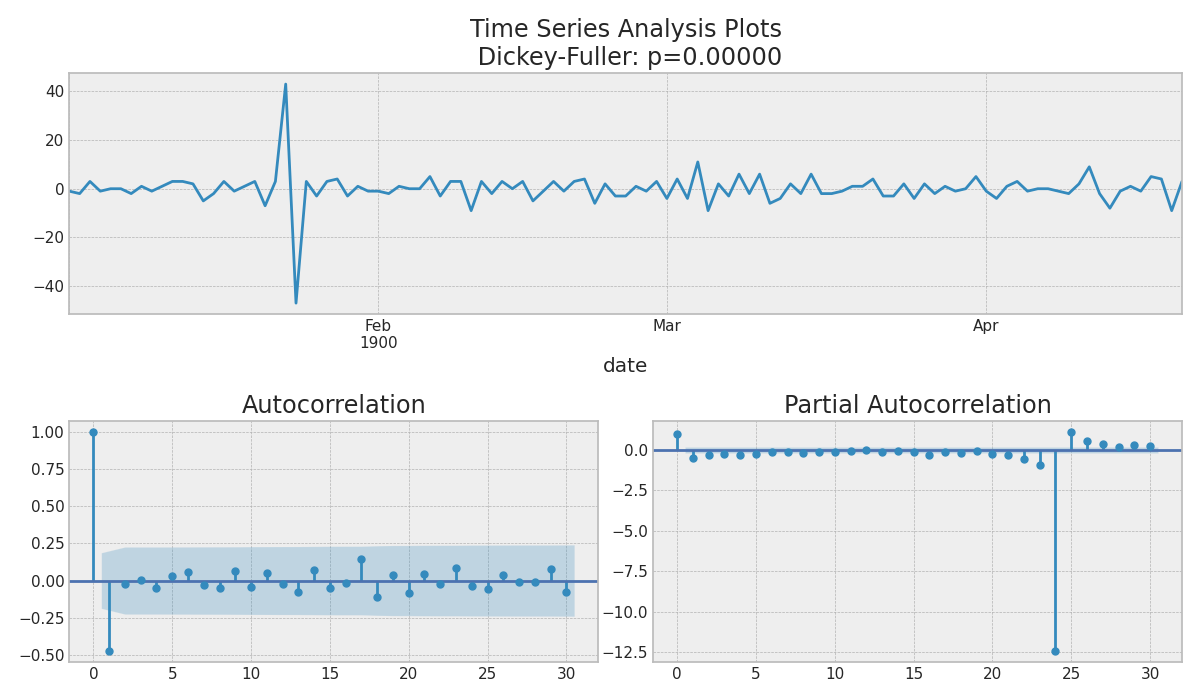 Time Series Analysis Plots
Dickey-Fuller: p=0.00000
40
20
0
−20
−40
Feb
1900
Mar
Apr
date
Autocorrelation
1.00
0.75
0.50
0.25
0.00
−0.25
−0.50
0 5 10 15 20 25 30
Partial Autocorrelation
0.0
−2.5
−5.0
−7.5
−10.0
−12.5
0 5 10 15 20 25 30